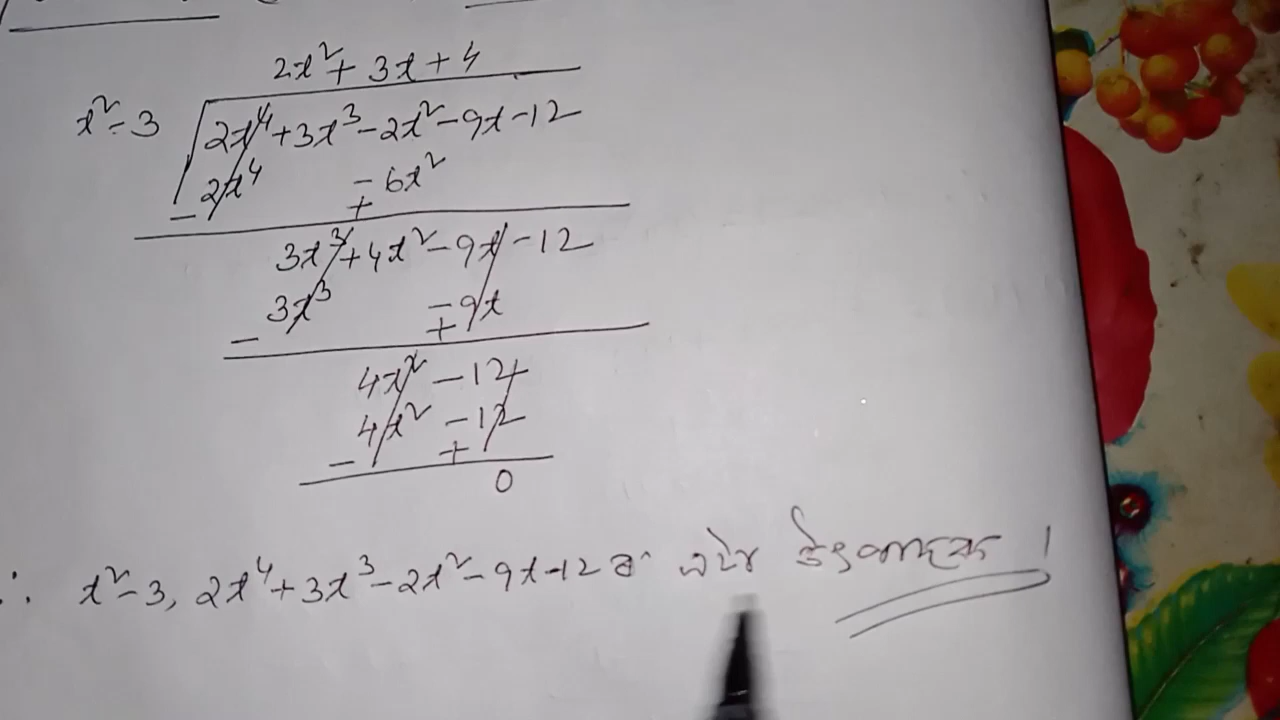 2x² + 3x + 4
x² - 3 2x⁴ + 3x³ - 2x² - 9x - 12
- 2x⁴ -+ 6x²
3x³ + 4x² - 9x - 12
- 3x³ -+ 9x
4x² - 12
- 4x² -+ 12
0
∴ x² - 3, 2x⁴ + 3x³ - 2x² - 9x - 12 ৰ এটা উৎপাদক ।